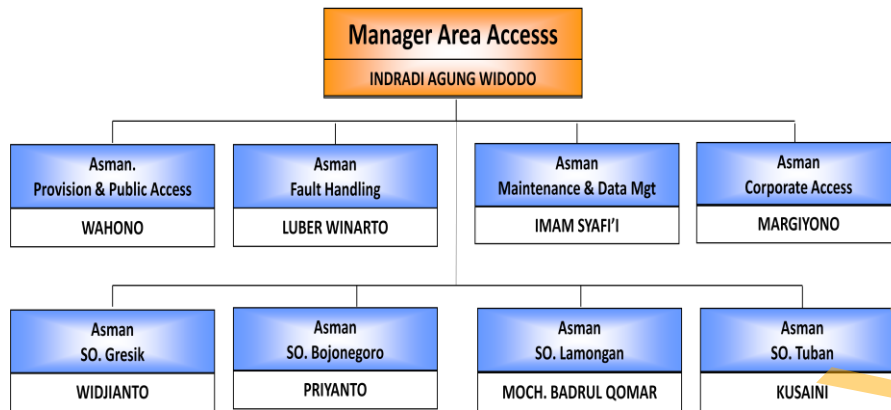 Manager Area Accesss
INDRADI AGUNG WIDODO
Asman.
Provision & Public Access
WAHONO
Asman
Fault Handling
LUBER WINARTO
Asman
Maintenance & Data Mgt
IMAM SYAFI'I
Asman
Corporate Access
MARGIYONO
Asman
SO. Gresik
WIDJIANTO
Asman
SO. Bojonegoro
PRIYANTO
Asman
SO. Lamongan
MOCH. BADRUL QOMAR
Asman
SO. Tuban
KUSAINI